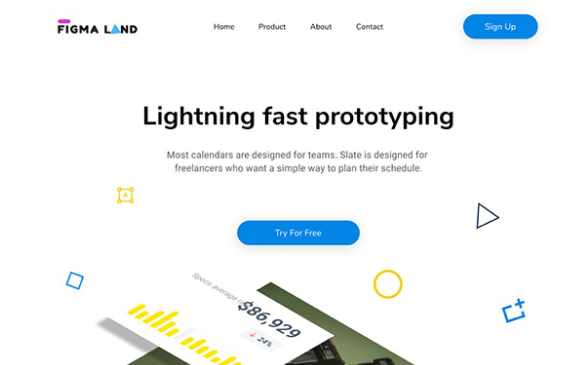 FIGMA LAND
Home
Product
About
Contact
Sign Up
Lightning fast prototyping
Most calendars are designed for teams. Slate is designed for
freelancers who want a simple way to plan their schedule.
A
Try For Free
Specs average
$86,929
24%